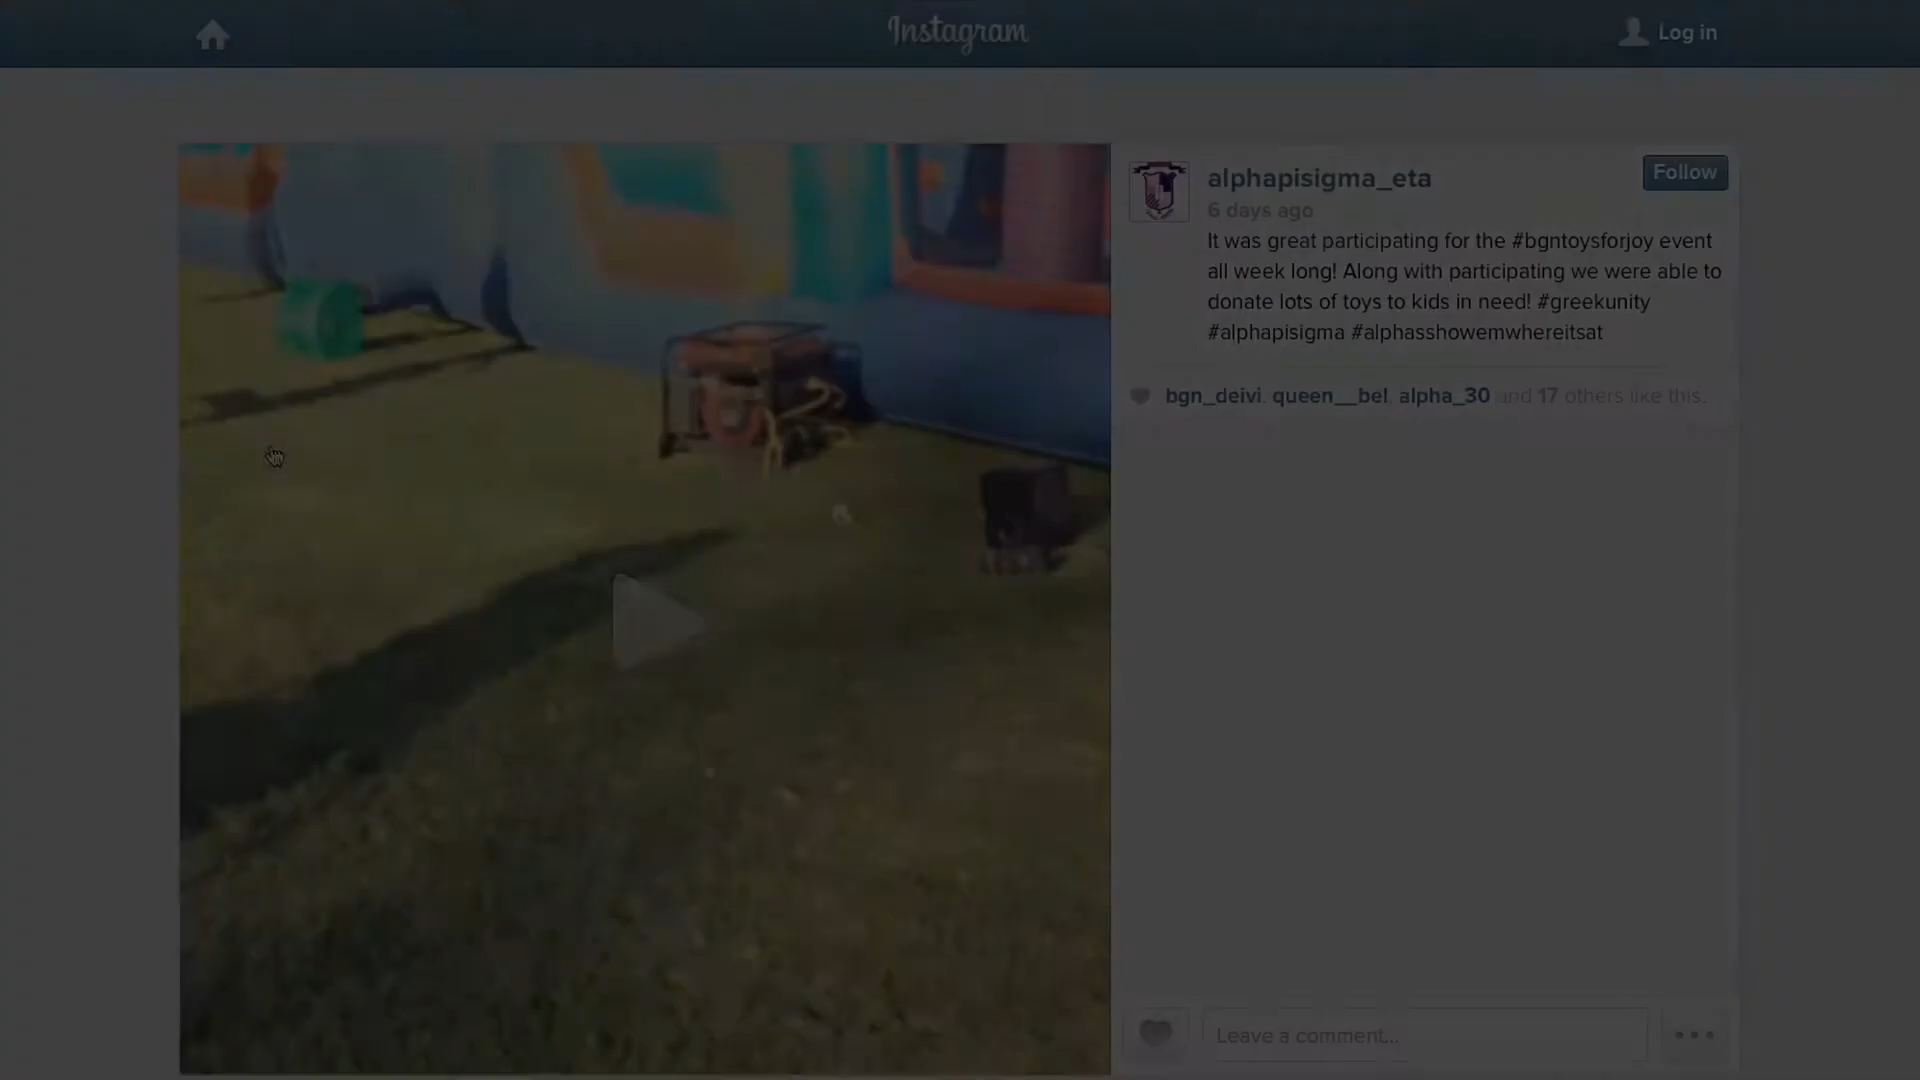 Instagram
Log in
alphapisigma_eta
Follow
6 days ago
It was great participating for the #bgntoysforjoy event
all week long! Along with participating we were able to
donate lots of toys to kids in need! #greekunity
#alphapisigma #alphasshowemwhereitsat
bgn_deivi, queen__bel, alpha_30 and 17 others like this.
Leave a comment...